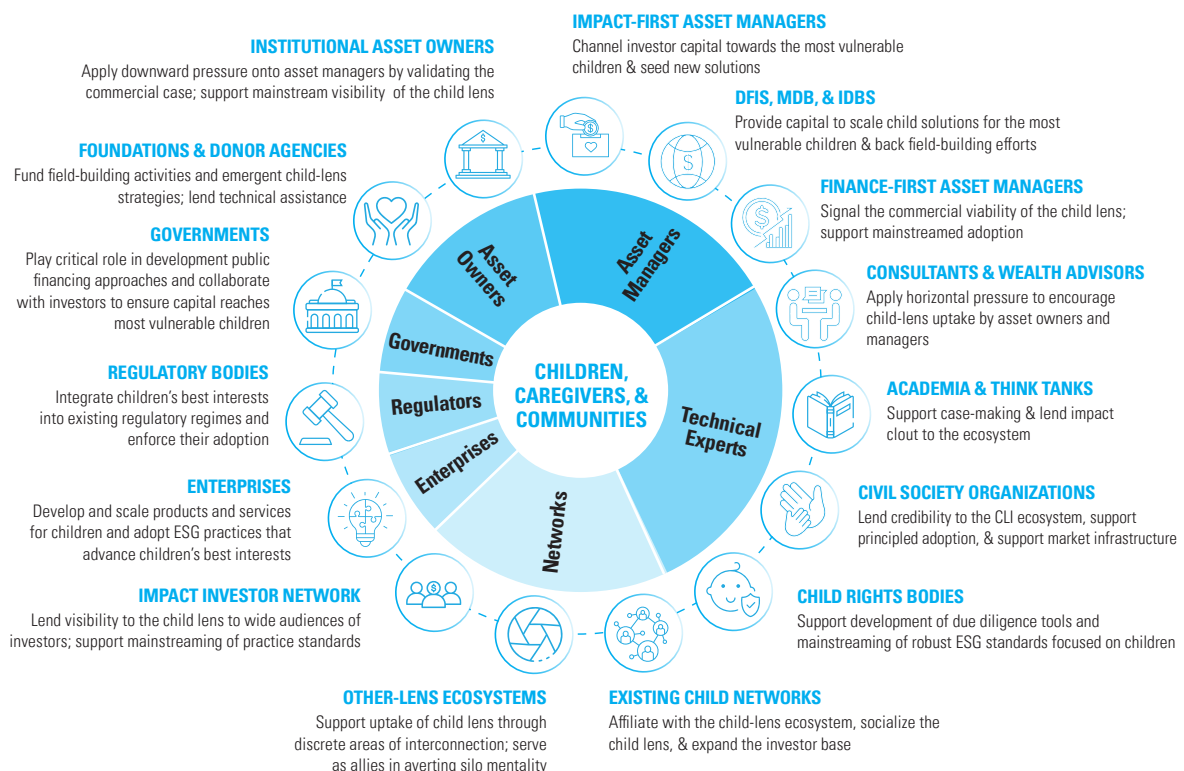 IMPACT-FIRST ASSET MANAGERS
Channel investor capital towards the most vulnerable
children & seed new solutions
DFIS, MDB, & IDBS
Provide capital to scale child solutions for the most
vulnerable children & back field-building efforts
FINANCE-FIRST ASSET MANAGERS
Signal the commercial viability of the child lens;
support mainstreamed adoption
CONSULTANTS & WEALTH ADVISORS
Apply horizontal pressure to encourage
child-lens uptake by asset owners and
managers
ACADEMIA & THINK TANKS
Support case-making & lend impact
clout to the ecosystem
CIVIL SOCIETY ORGANIZATIONS
Lend credibility to the CLI ecosystem, support
principled adoption, & support market infrastructure
CHILD RIGHTS BODIES
Support development of due diligence tools and
mainstreaming of robust ESG standards focused on children
EXISTING CHILD NETWORKS
Affiliate with the child-lens ecosystem, socialize the
child lens, & expand the investor base
OTHER-LENS ECOSYSTEMS
Support uptake of child lens through
discrete areas of interconnection; serve
as allies in averting silo mentality
IMPACT INVESTOR NETWORK
Lend visibility to the child lens to wide audiences of
investors; support mainstreaming of practice standards
ENTERPRISES
Develop and scale products and services
for children and adopt ESG practices that
advance children's best interests
REGULATORY BODIES
Integrate children's best interests
into existing regulatory regimes and
enforce their adoption
GOVERNMENTS
Play critical role in development public
financing approaches and collaborate
with investors to ensure capital reaches
most vulnerable children
FOUNDATIONS & DONOR AGENCIES
Fund field-building activities and emergent child-lens
strategies; lend technical assistance
INSTITUTIONAL ASSET OWNERS
Apply downward pressure onto asset managers by validating the
commercial case; support mainstream visibility of the child lens
Asset
Managers
Technical
Experts
Networks
Enterprises
Regulators
Governments
Asset
Owners
CHILDREN,
CAREGIVERS, &
COMMUNITIES
$
$
$
$
$